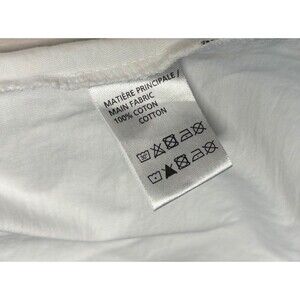 MATIÈRE PRINCIPALE /
MAIN FABRIC
100% COTON
COTTON